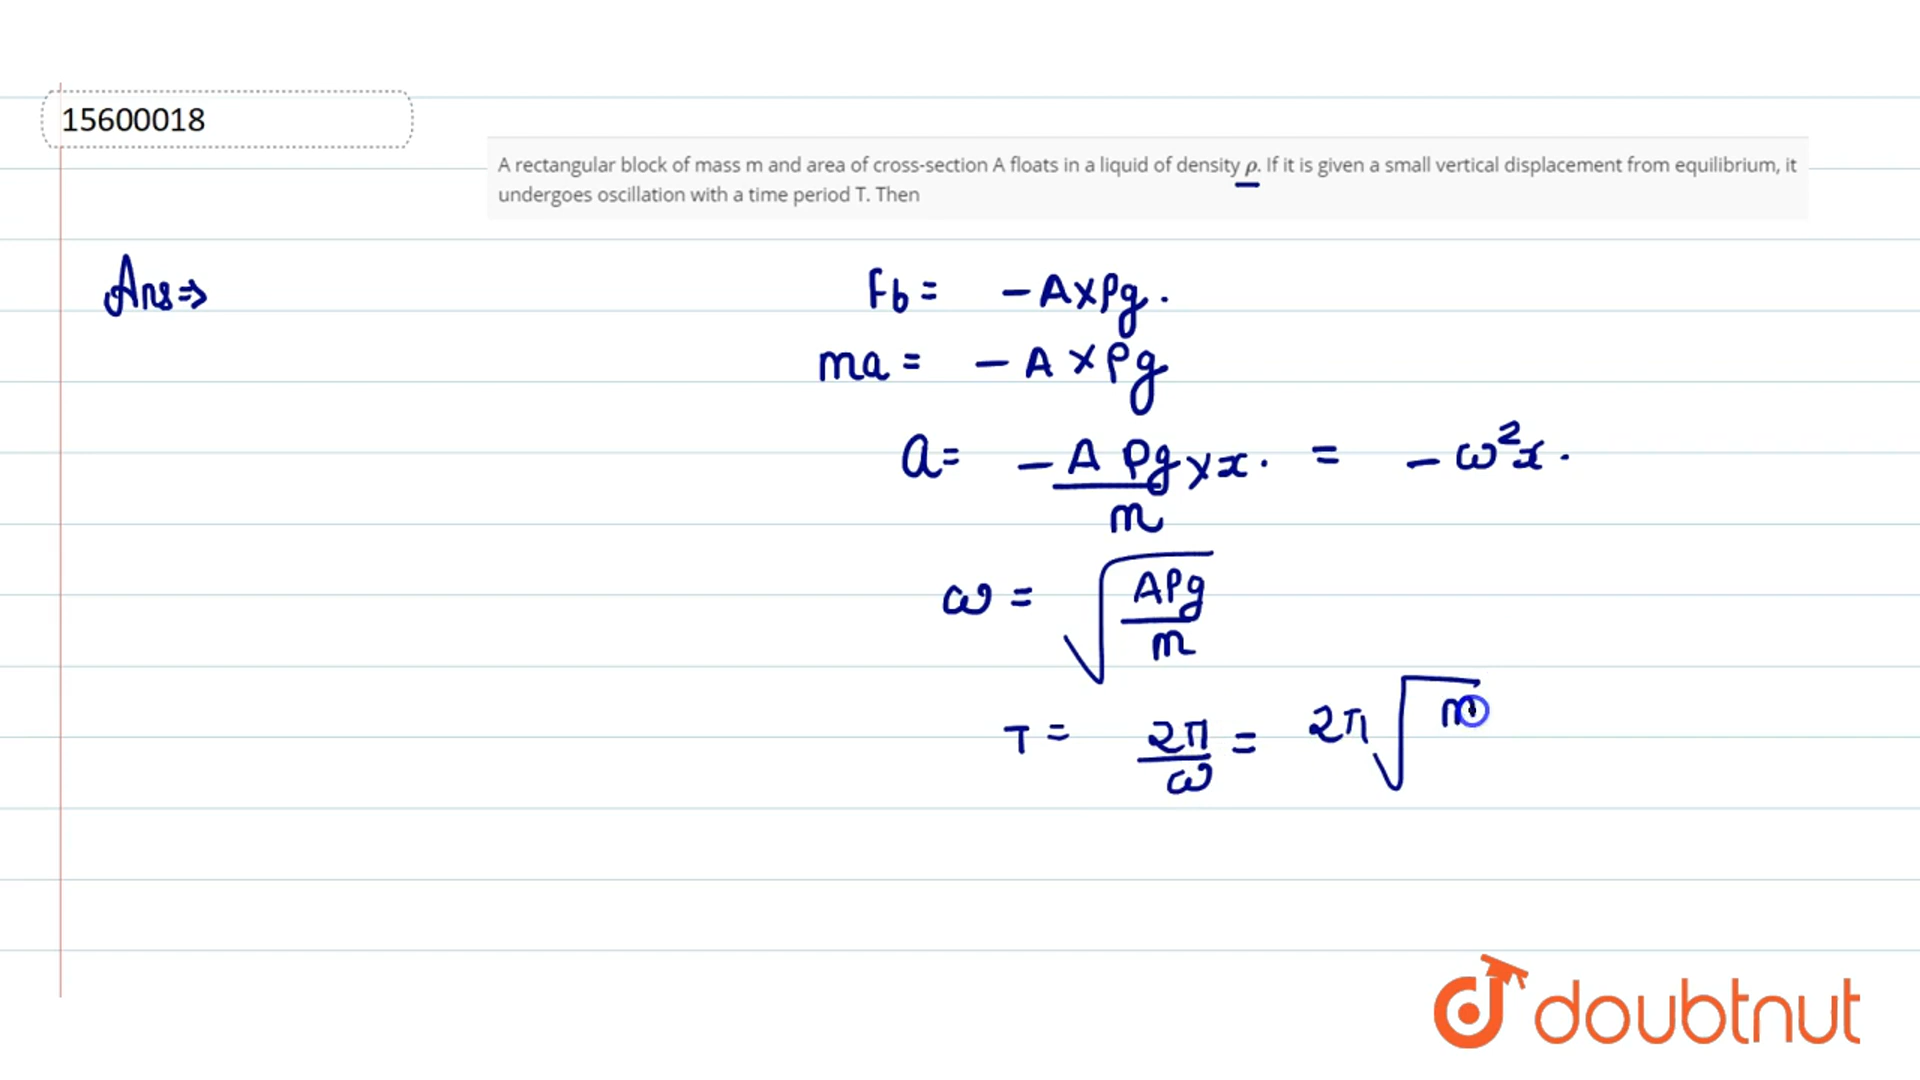 15600018
A rectangular block of mass m and area of cross-section A floats in a liquid of density ρ. If it is given a small vertical displacement from equilibrium, it
undergoes oscillation with a time period T. Then
Ans⇒
Fb = -Axρg.
ma = -Axρg
a = -Aρg/m × x. = -ω²x.
ω = √(Aρg/m)
T = 2π/ω = 2π√m
doubtnut